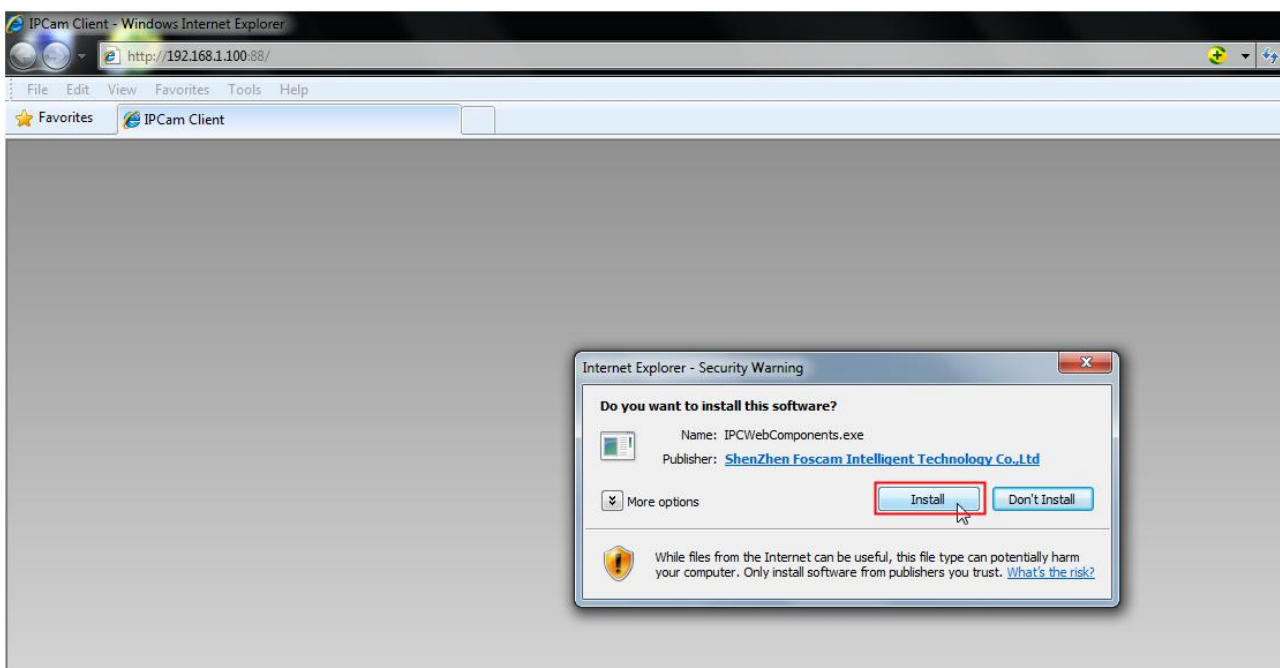 IPCam Client - Windows Internet Explorer
http://192.168.1.100:88/
File Edit View Favorites Tools Help
Favorites IPCam Client
Internet Explorer - Security Warning
Do you want to install this software?
Name: IPCWebComponents.exe
Publisher: ShenZhen Foscam Intelligent Technology Co.,Ltd
More options Install Don't Install
While files from the Internet can be useful, this file type can potentially harm
your computer. Only install software from publishers you trust. What's the risk?